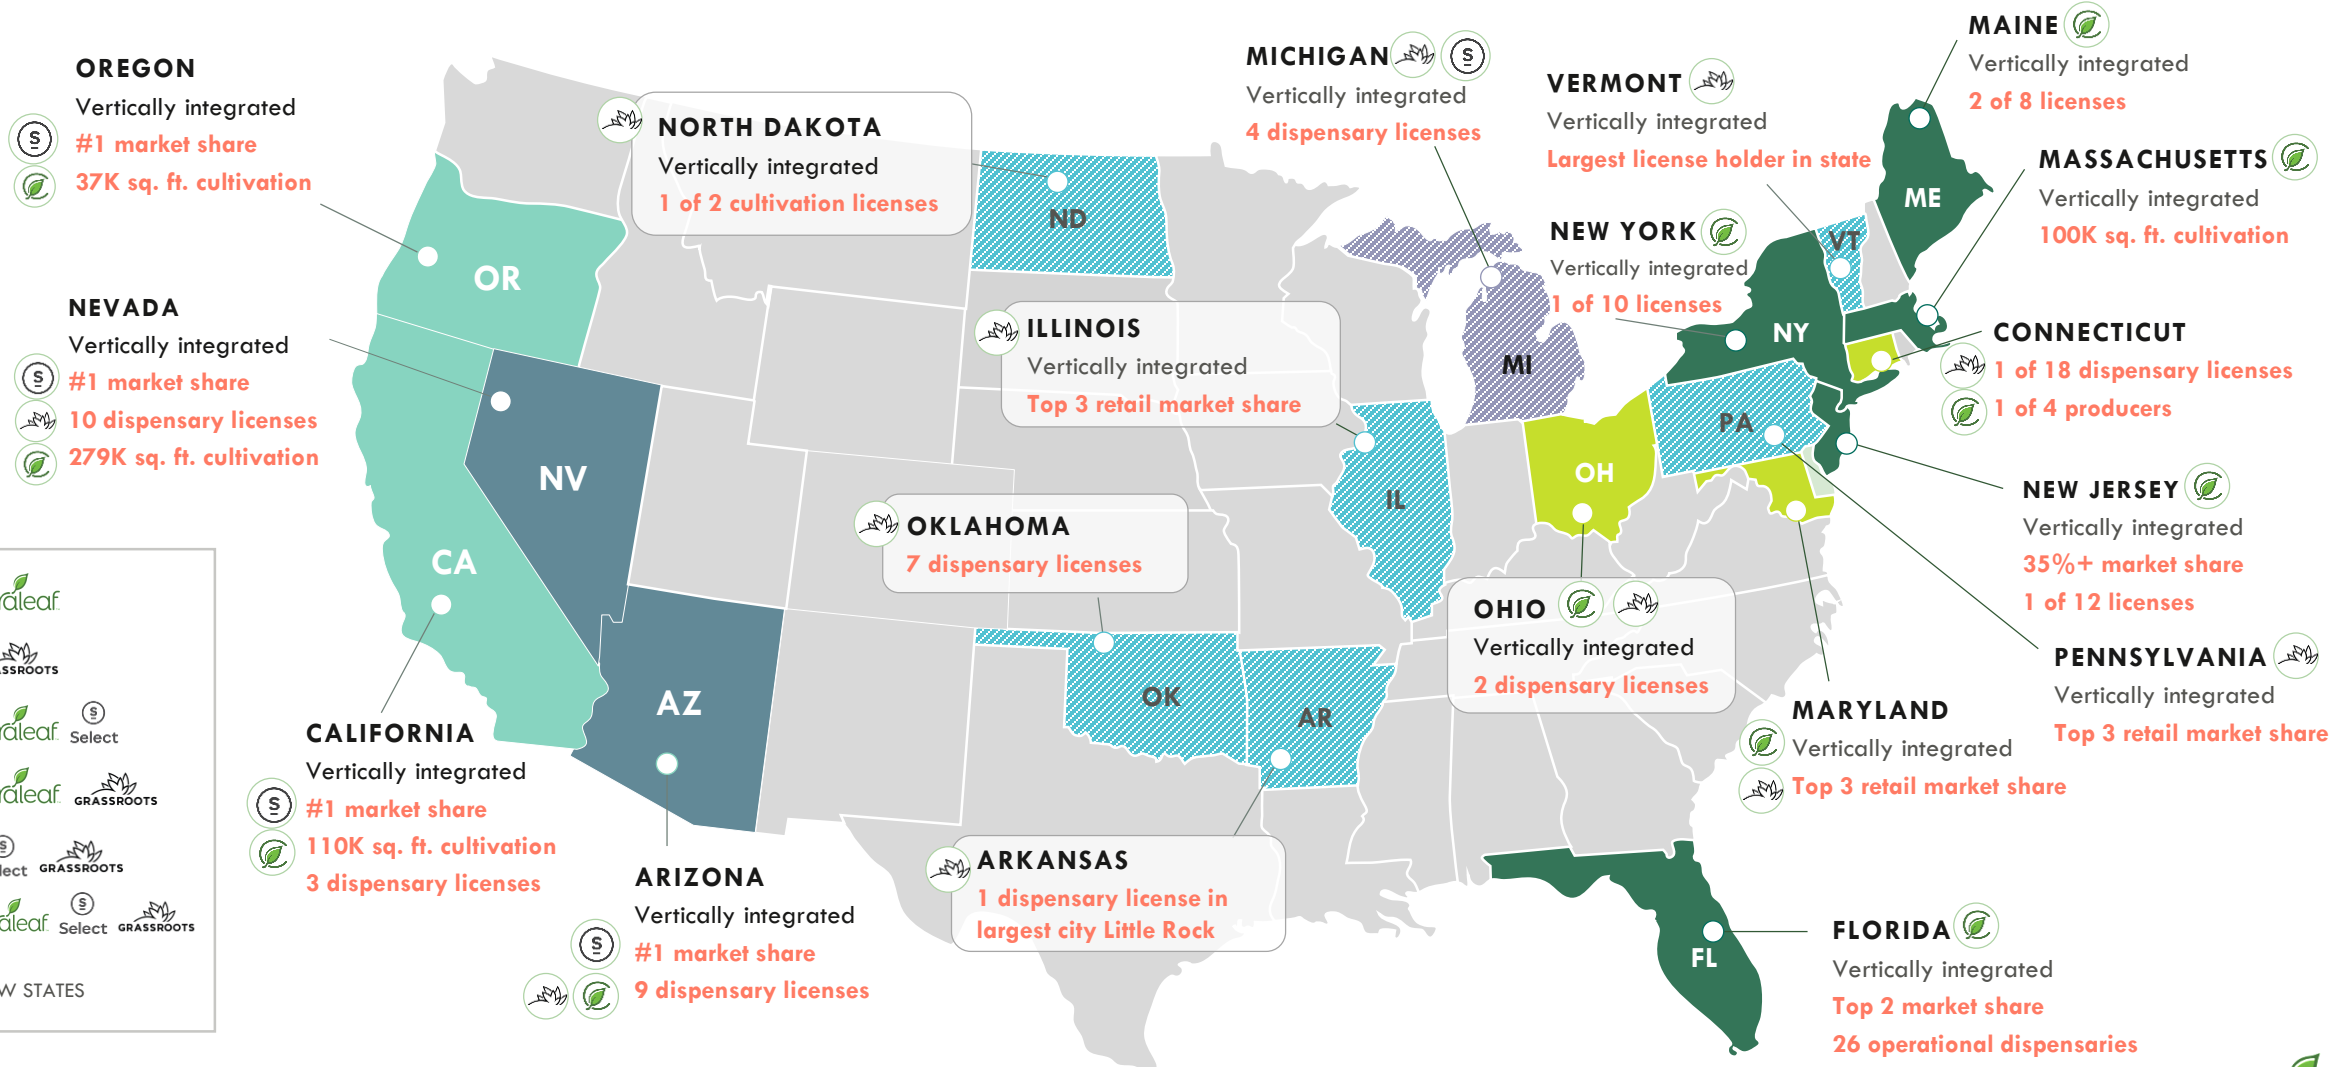 OREGON
Vertically integrated
#1 market share
37K sq. ft. cultivation
NEVADA
Vertically integrated
#1 market share
10 dispensary licenses
279K sq. ft. cultivation
NORTH DAKOTA
Vertically integrated
1 of 2 cultivation licenses
MICHIGAN
Vertically integrated
4 dispensary licenses
VERMONT
Vertically integrated
Largest license holder in state
MAINE
Vertically integrated
2 of 8 licenses
MASSACHUSETTS
Vertically integrated
100K sq. ft. cultivation
NEW YORK
Vertically integrated
1 of 10 licenses
CONNECTICUT
1 of 18 dispensary licenses
1 of 4 producers
ILLINOIS
Vertically integrated
Top 3 retail market share
OKLAHOMA
7 dispensary licenses
OHIO
Vertically integrated
2 dispensary licenses
NEW JERSEY
Vertically integrated
35%+ market share
1 of 12 licenses
PENNSYLVANIA
Vertically integrated
Top 3 retail market share
MARYLAND
Vertically integrated
Top 3 retail market share
CALIFORNIA
Vertically integrated
#1 market share
110K sq. ft. cultivation
3 dispensary licenses
ARIZONA
Vertically integrated
#1 market share
9 dispensary licenses
ARKANSAS
1 dispensary license in
largest city Little Rock
FLORIDA
Vertically integrated
Top 2 market share
26 operational dispensaries
OR
CA
NV
AZ
ND
IL
OK
AR
MI
OH
PA
NY
VT
ME
FL
raleaf
SSROOTS
raleaf S Select
raleaf GRASSROOTS
S lect GRASSROOTS
aleaf S Select GRASSROOTS
W STATES